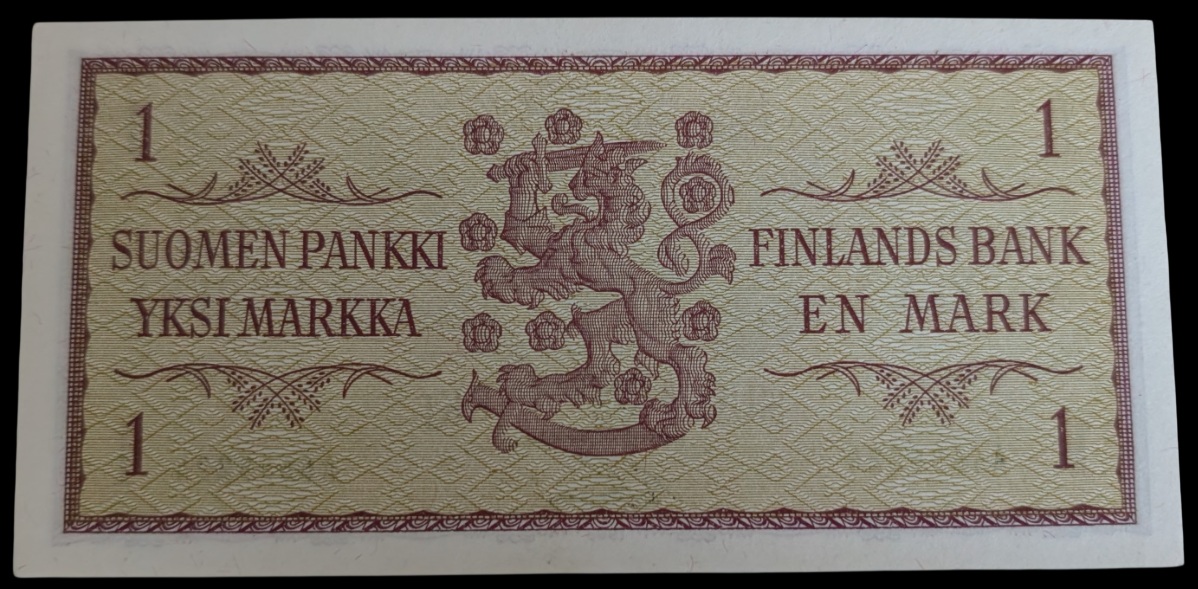 1
1
SUOMEN PANKKI
YKSI MARKKA
FINLANDS BANK
EN MARK
1
1